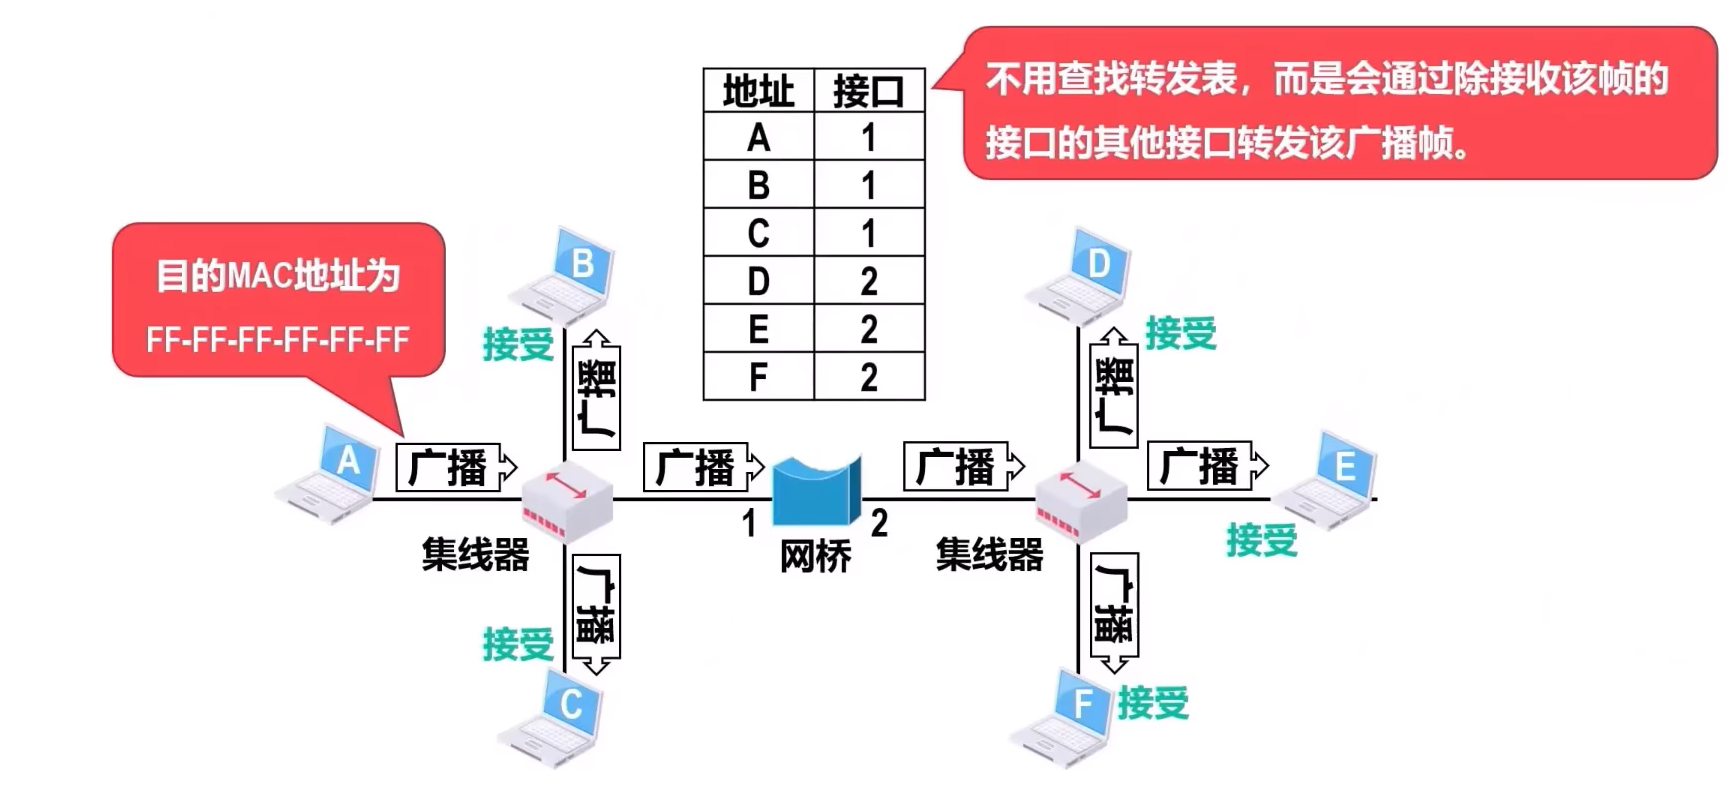 不用查找转发表，而是会通过除接收该帧的
接口的其他接口转发该广播帧。
地址 接口
A 1
B 1
C 1
D 2
E 2
F 2
目的MAC地址为
FF-FF-FF-FF-FF-FF
B
接受
广播
D
接受
广播
A
广播
广播
广播
广播
E
接受
集线器
1
网桥
2
集线器
广播
接受
C
广播
F
接受